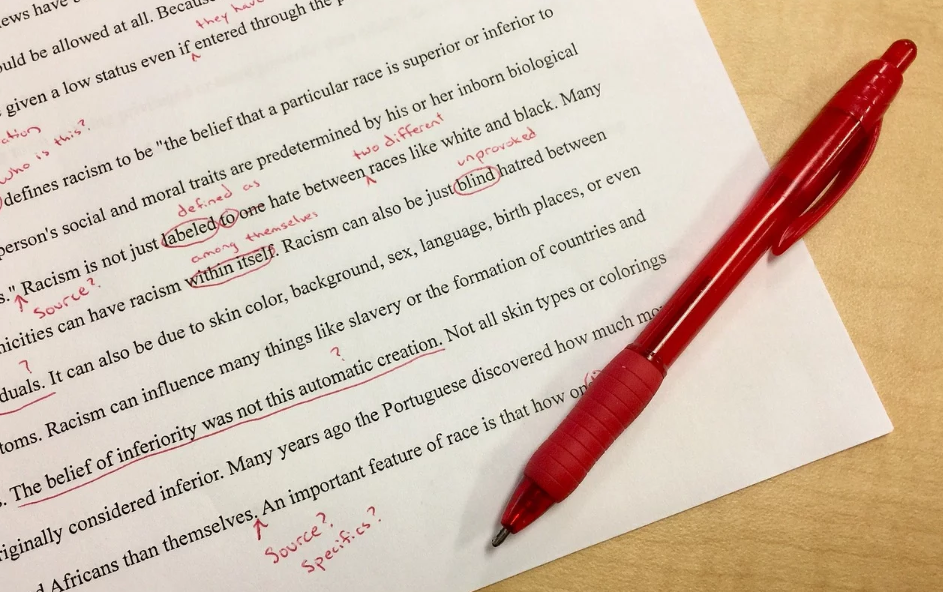 ews have
they have
ould be allowed at all. Becau
given a low status even if entered through the
ation
who is this?
defines racism to be "the belief that a particular race is superior or inferior to
person's social and moral traits are predetermined by his or her inborn biological
defined as
two different
unprovoked
s." Racism is not just labeled to one hate between races like white and black. Many
Source?
among themselves
nicities can have racism within itself. Racism can also be just blind hatred between
?
duals. It can also be due to skin color, background, sex, language, birth places, or even
toms. Racism can influence many things like slavery or the formation of countries and
?
. The belief of inferiority was not this automatic creation. Not all skin types or colorings
riginally considered inferior. Many years ago the Portuguese discovered how much mo
d Africans than themselves. An important feature of race is that how on
Source?
Specifics?